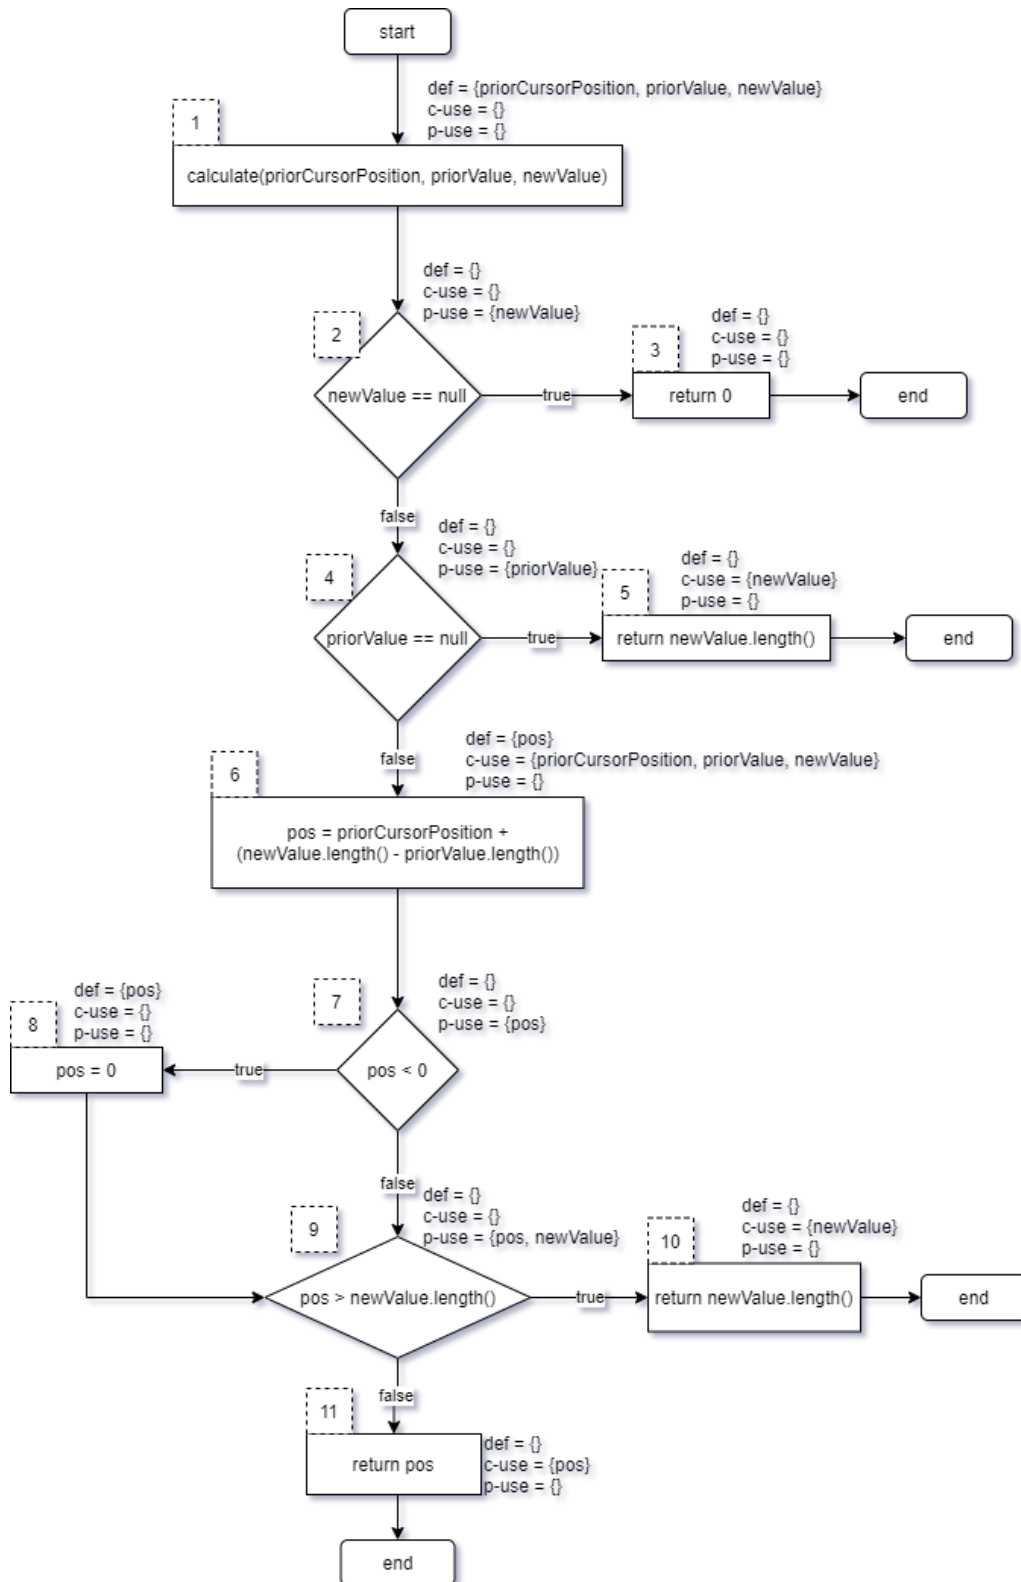 start
def = {priorCursorPosition, priorValue, newValue}
c-use = {}
p-use = {}
1
calculate(priorCursorPosition, priorValue, newValue)
def = {}
c-use = {}
p-use = {newValue}
2
newValue == null
true
def = {}
c-use = {}
p-use = {}
3
return 0
end
false
def = {}
c-use = {}
p-use = {priorValue}
4
priorValue == null
true
def = {}
c-use = {newValue}
p-use = {}
5
return newValue.length()
end
false
def = {pos}
c-use = {priorCursorPosition, priorValue, newValue}
p-use = {}
6
pos = priorCursorPosition +
(newValue.length() - priorValue.length())
7
def = {}
c-use = {}
p-use = {pos}
pos < 0
true
def = {pos}
c-use = {}
p-use = {}
8
pos = 0
false
def = {}
c-use = {}
p-use = {pos, newValue}
9
pos > newValue.length()
true
def = {}
c-use = {newValue}
p-use = {}
10
return newValue.length()
end
false
11
return pos
def = {}
c-use = {pos}
p-use = {}
end